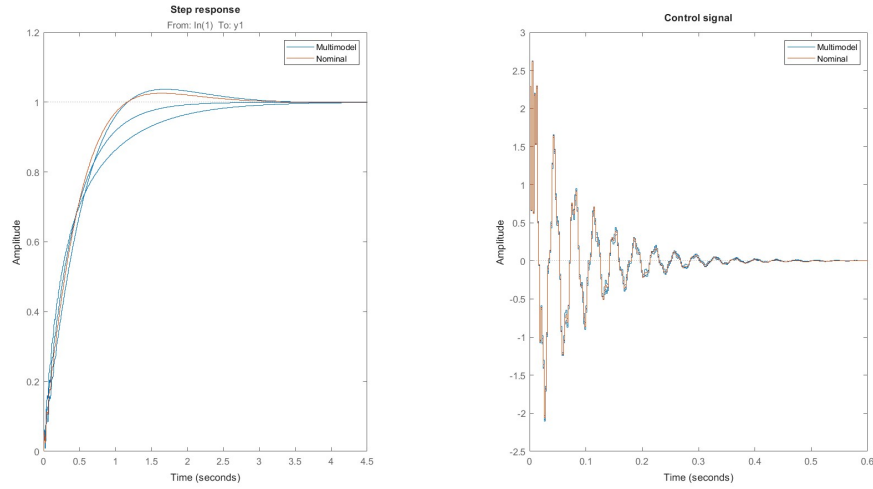 Step response
From: In(1) To: y1
Multimodel
Nominal
Amplitude
1.2
1
0.8
0.6
0.4
0.2
0
0 0.5 1 1.5 2 2.5 3 3.5 4 4.5
Time (seconds)
Control signal
Multimodel
Nominal
Amplitude
3
2.5
2
1.5
1
0.5
0
-0.5
-1
-1.5
-2
-2.5
0 0.1 0.2 0.3 0.4 0.5 0.6
Time (seconds)